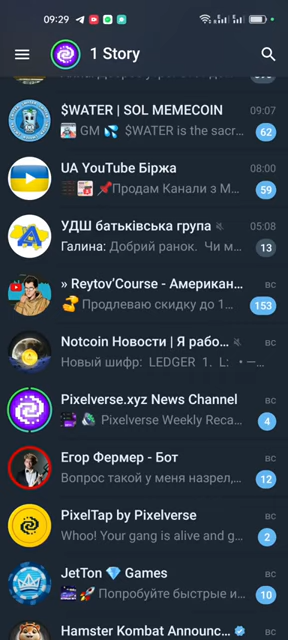 09:29
1 Story
$WATER | SOL MEMECOIN 09:07
GM 💦 $WATER is the sacr... 62
UA YouTube Біржа 08:00
📌Продам Канали з М... 59
УДШ батьківська група 05:08
Галина: Добрий ранок. Чи м... 13
» Reytov'Course - Американ... вс
Продлеваю скидку до 1... 153
Notcoin Новости | Я рабо... вс
Новый шифр: LEDGER 1. L: • —...
Pixelverse.xyz News Channel вс
Pixelverse Weekly Reca... 4
Егор Фермер - Бот вс
Вопрос такой у меня назрел,... 12
PixelTap by Pixelverse вс
Whoo! Your gang is alive and g... 2
JetTon 💎 Games вс
🚀 Попробуйте быстрые и... 10
Hamster Kombat Announc... вс